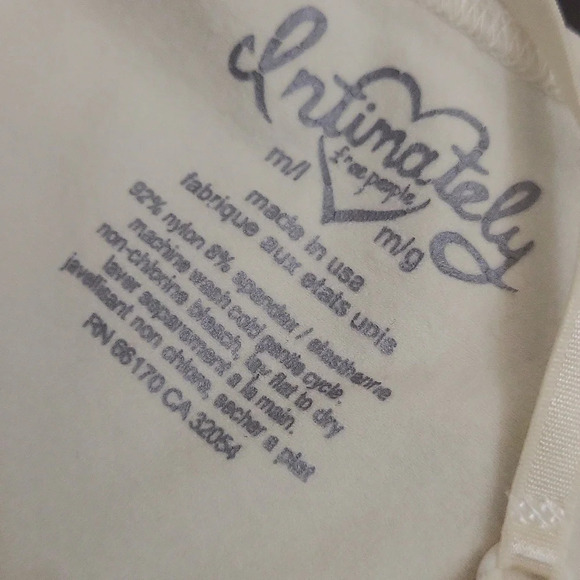 Intimately
free people
m/l m/g
made in usa
fabrique aux etats unis
92% nylon 8% spandex / elasthanne
machine wash cold gentle cycle.
non-chlorine bleach, lay flat to dry
laver separement a la main.
javellisant non chlore, secher a plat
RN 66170 CA 32054